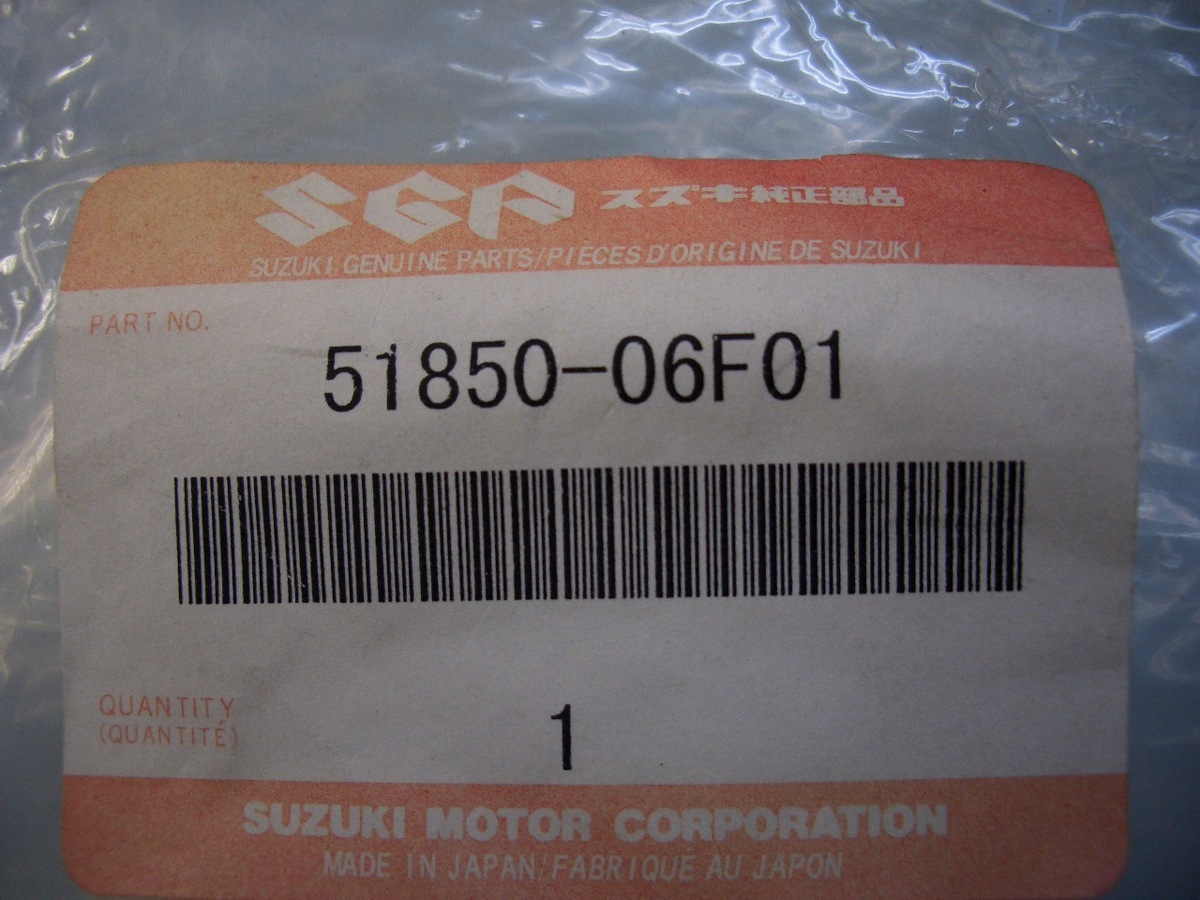 SGP スズキ純正部品
SUZUKI GENUINE PARTS/PIÈCES D'ORIGINE DE SUZUKI
PART NO.
51850-06F01
QUANTITY
(QUANTITÉ)
1
SUZUKI MOTOR CORPORATION
MADE IN JAPAN/FABRIQUÉ AU JAPON